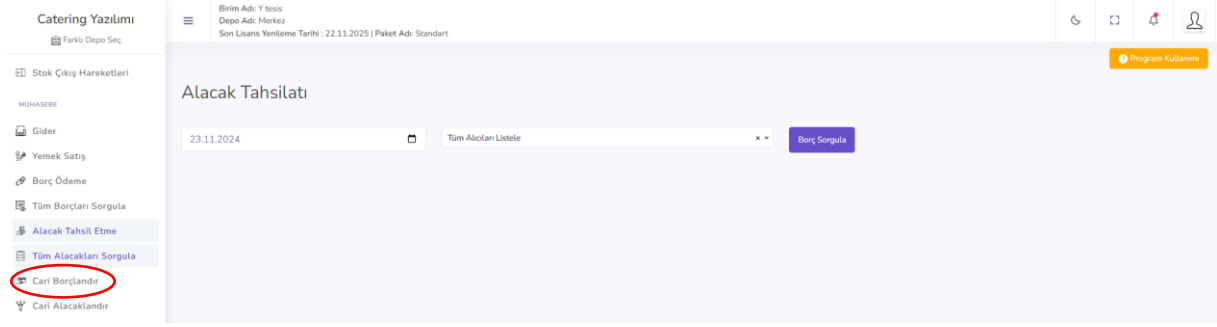 Catering Yazılımı
Farklı Depo Seç
Stok Çıkış Hareketleri
MUHASEBE
Gider
Yemek Satış
Borç Ödeme
Tüm Borçları Sorgula
Alacak Tahsil Etme
Tüm Alacakları Sorgula
Cari Borçlandır
Cari Alacaklandır
Birim Adı: Y tesis
Depo Adı: Merkez
Son Lisans Yenileme Tarihi : 22.11.2025 | Paket Adı: Standart
Program Kullanımı
Alacak Tahsilatı
23.11.2024
Tüm Alıcıları Listele
Borç Sorgula